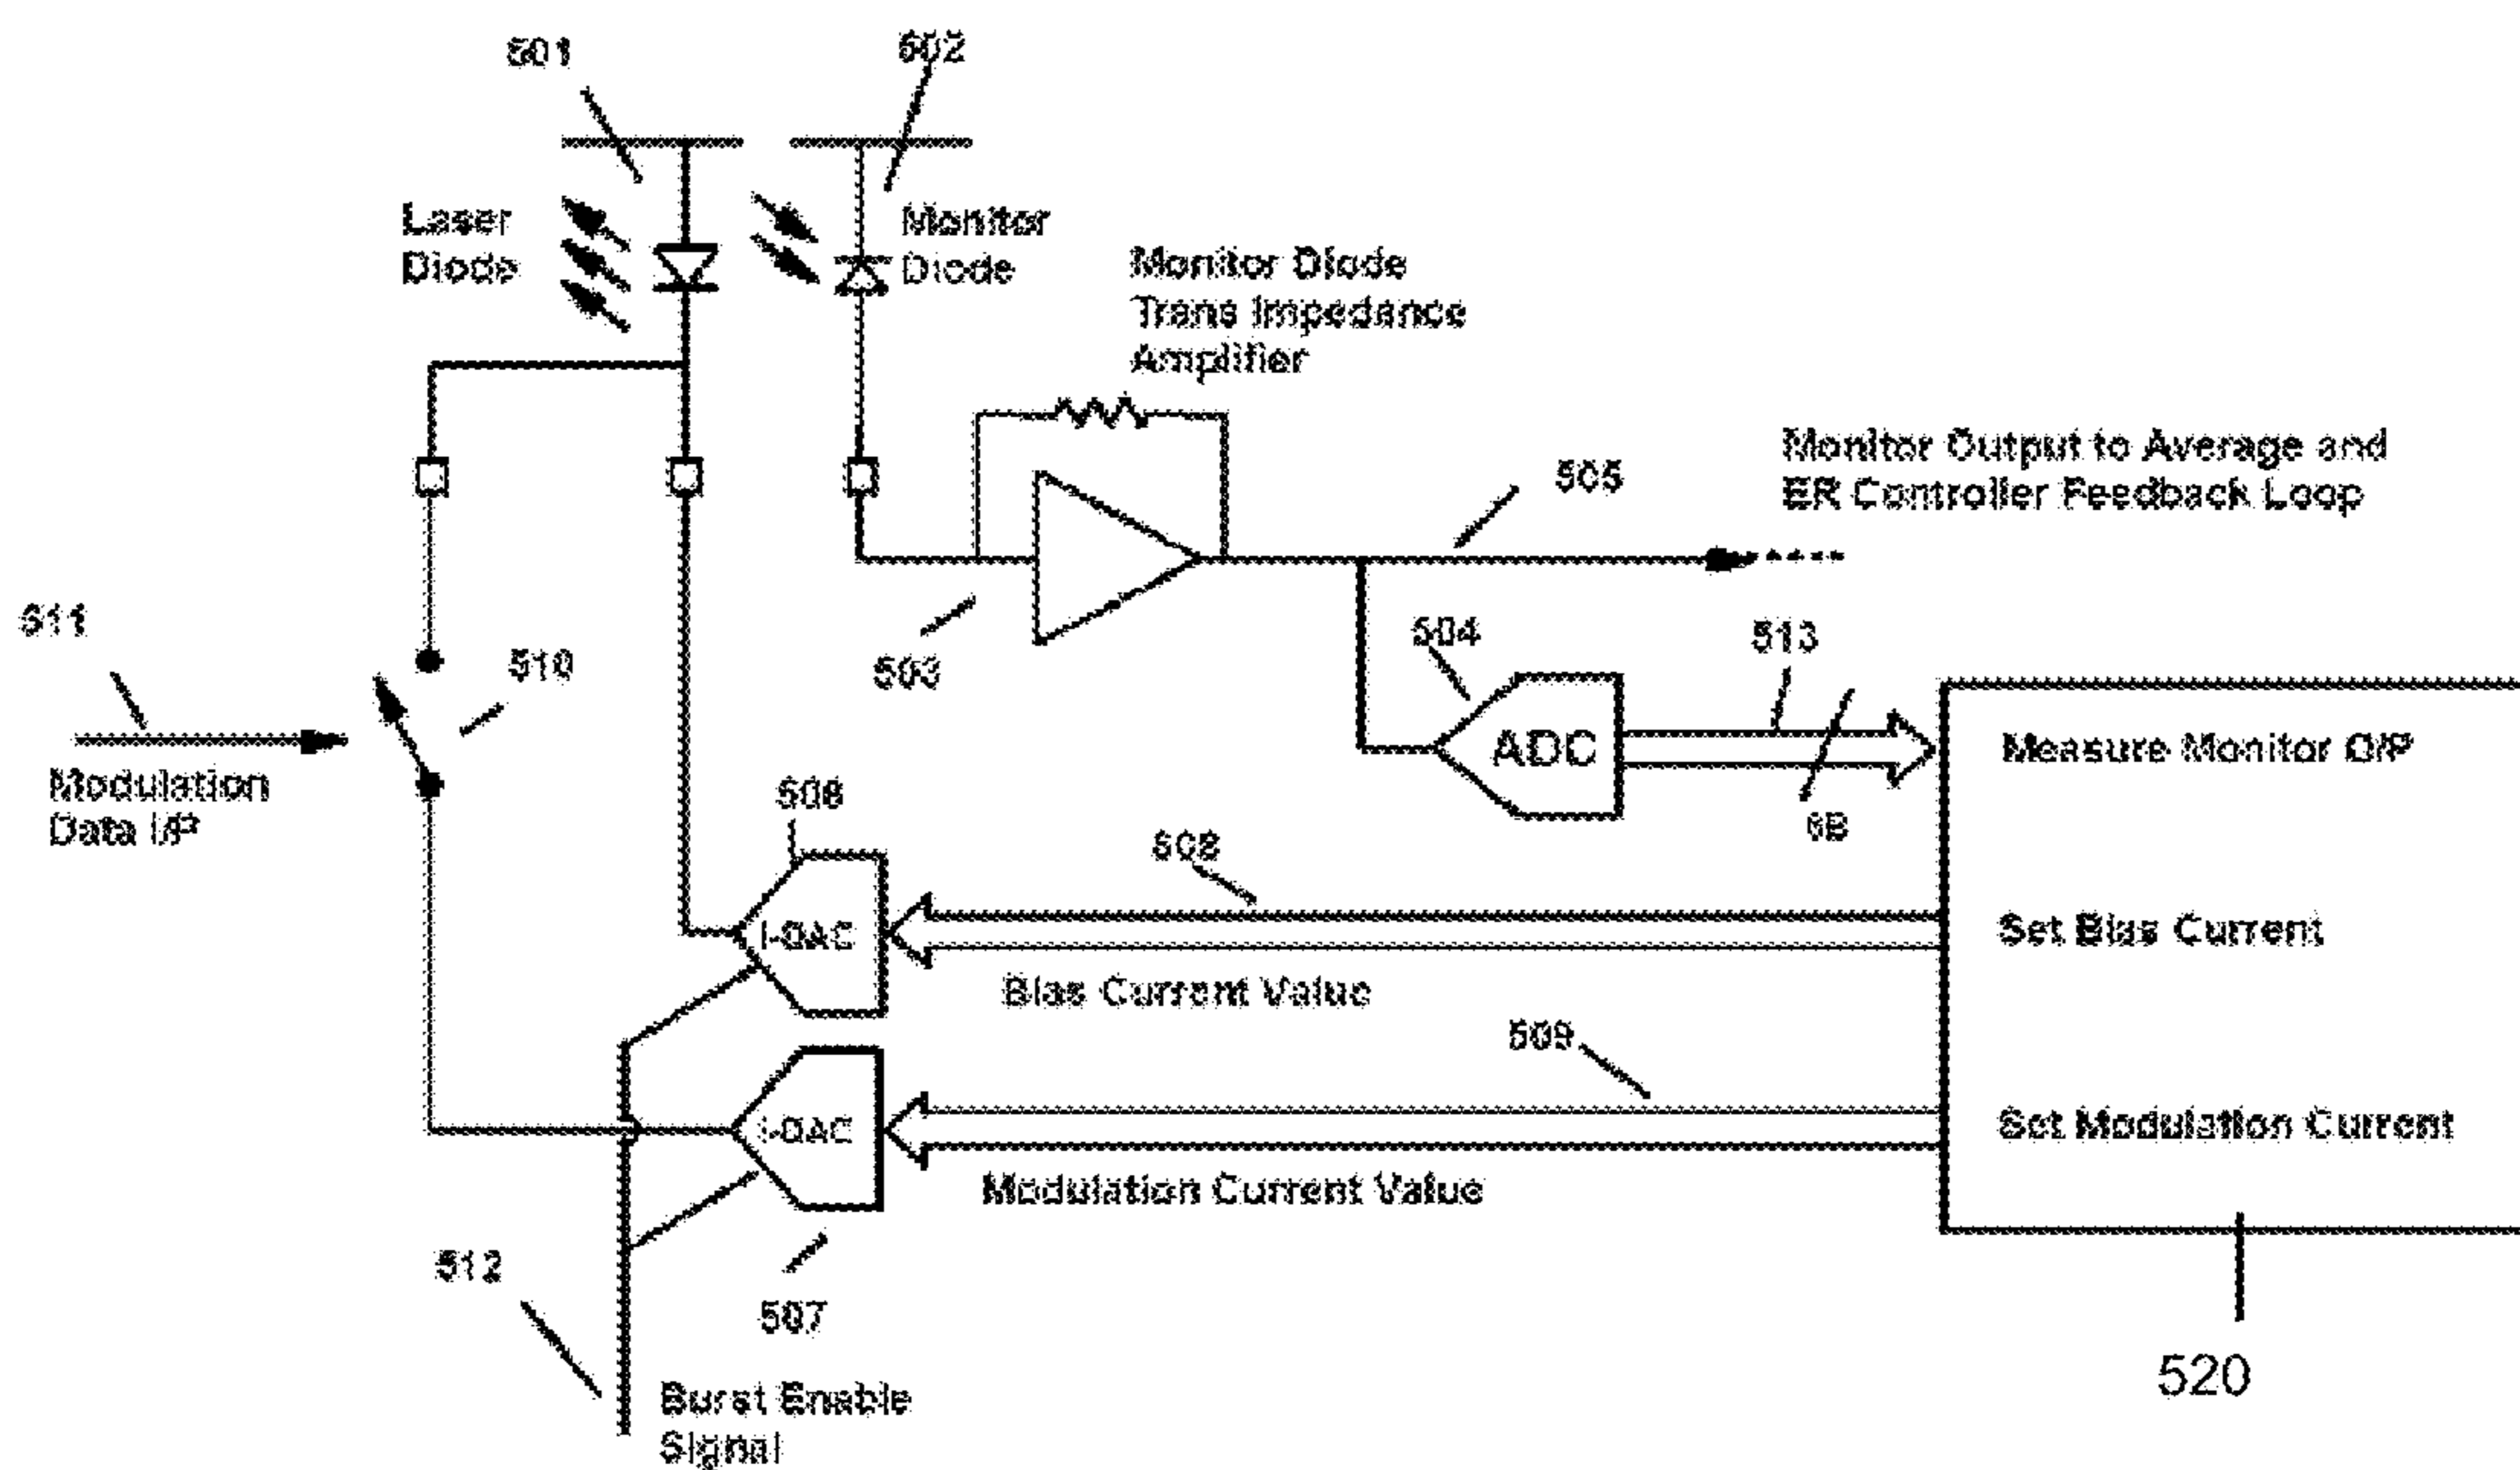 501
502
Laser
Diode
Monitor
Diode
Monitor Diode
Trans Impedance
Amplifier
Monitor Output to Average and
ER Controller Feedback Loop
505
511
510
503
504
513
ADC
Measure Monitor O/P
Modulation
Data I/P
506
6B
508
I-DAC
Set Bias Current
Bias Current Value
509
I-DAC
Set Modulation Current
Modulation Current Value
512
507
520
Burst Enable
Signal